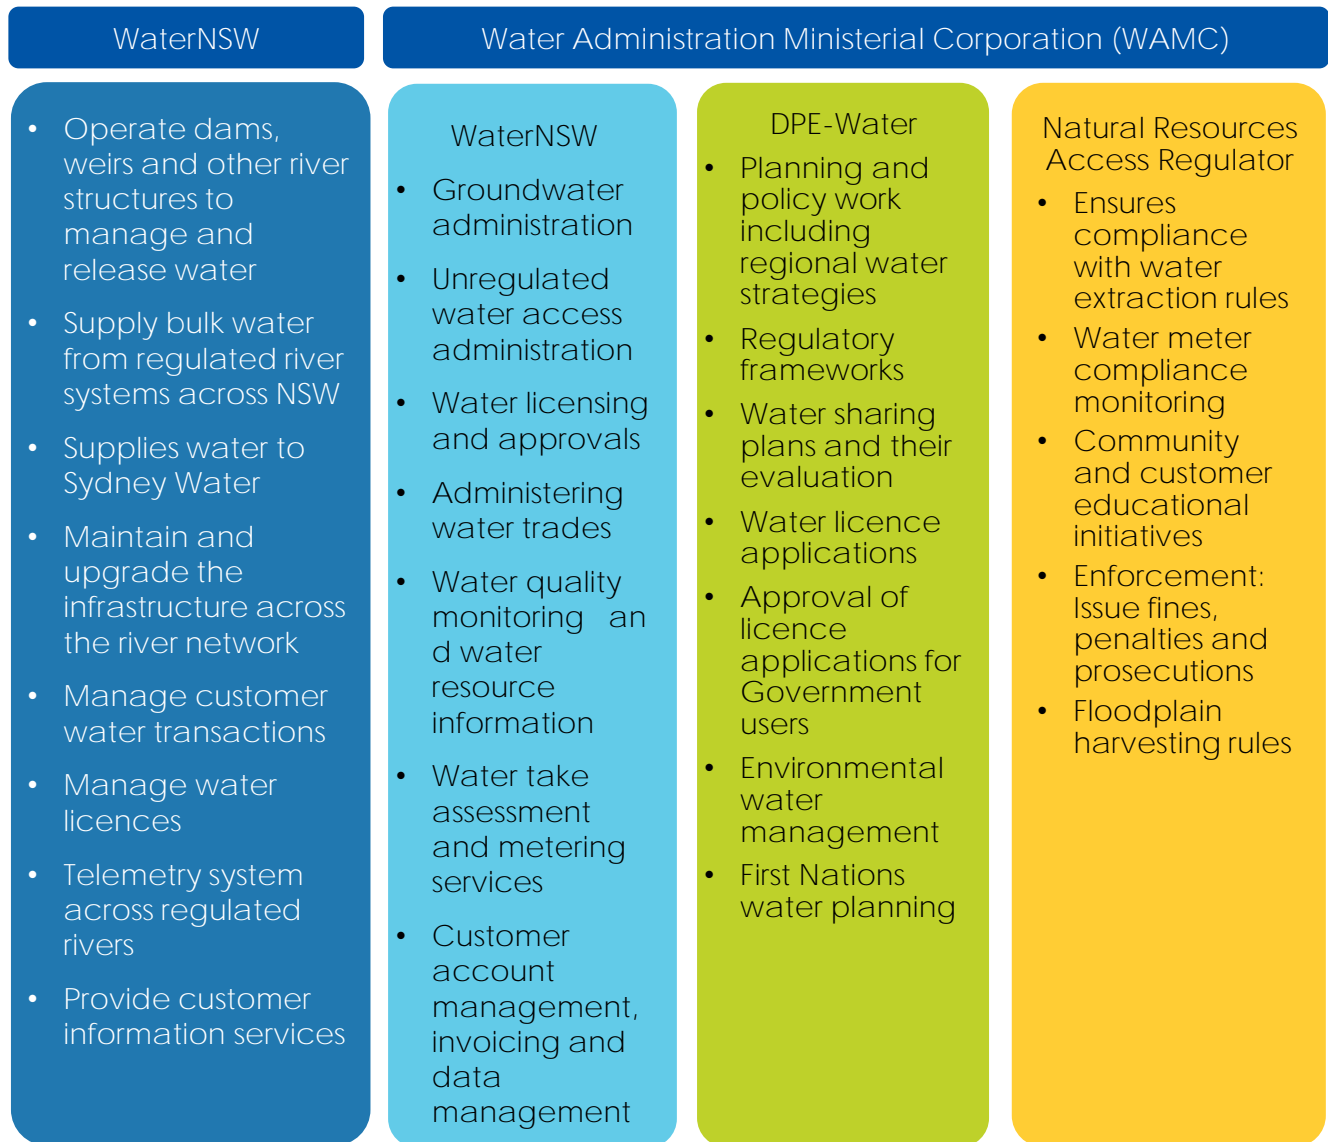 WaterNSW
Water Administration Ministerial Corporation (WAMC)
• Operate dams,
weirs and other river
structures to
manage and
release water
• Supply bulk water
from regulated river
systems across NSW
• Supplies water to
Sydney Water
• Maintain and
upgrade the
infrastructure across
the river network
• Manage customer
water transactions
• Manage water
licences
• Telemetry system
across regulated
rivers
• Provide customer
information services
WaterNSW
• Groundwater
administration
• Unregulated
water access
administration
• Water licensing
and approvals
• Administering
water trades
• Water quality
monitoring an
d water
resource
information
• Water take
assessment
and metering
services
• Customer
account
management,
invoicing and
data
management
DPE-Water
• Planning and
policy work
including
regional water
strategies
• Regulatory
frameworks
• Water sharing
plans and their
evaluation
• Water licence
applications
• Approval of
licence
applications for
Government
users
• Environmental
water
management
• First Nations
water planning
Natural Resources
Access Regulator
• Ensures
compliance
with water
extraction rules
• Water meter
compliance
monitoring
• Community
and customer
educational
initiatives
• Enforcement:
Issue fines,
penalties and
prosecutions
• Floodplain
harvesting rules